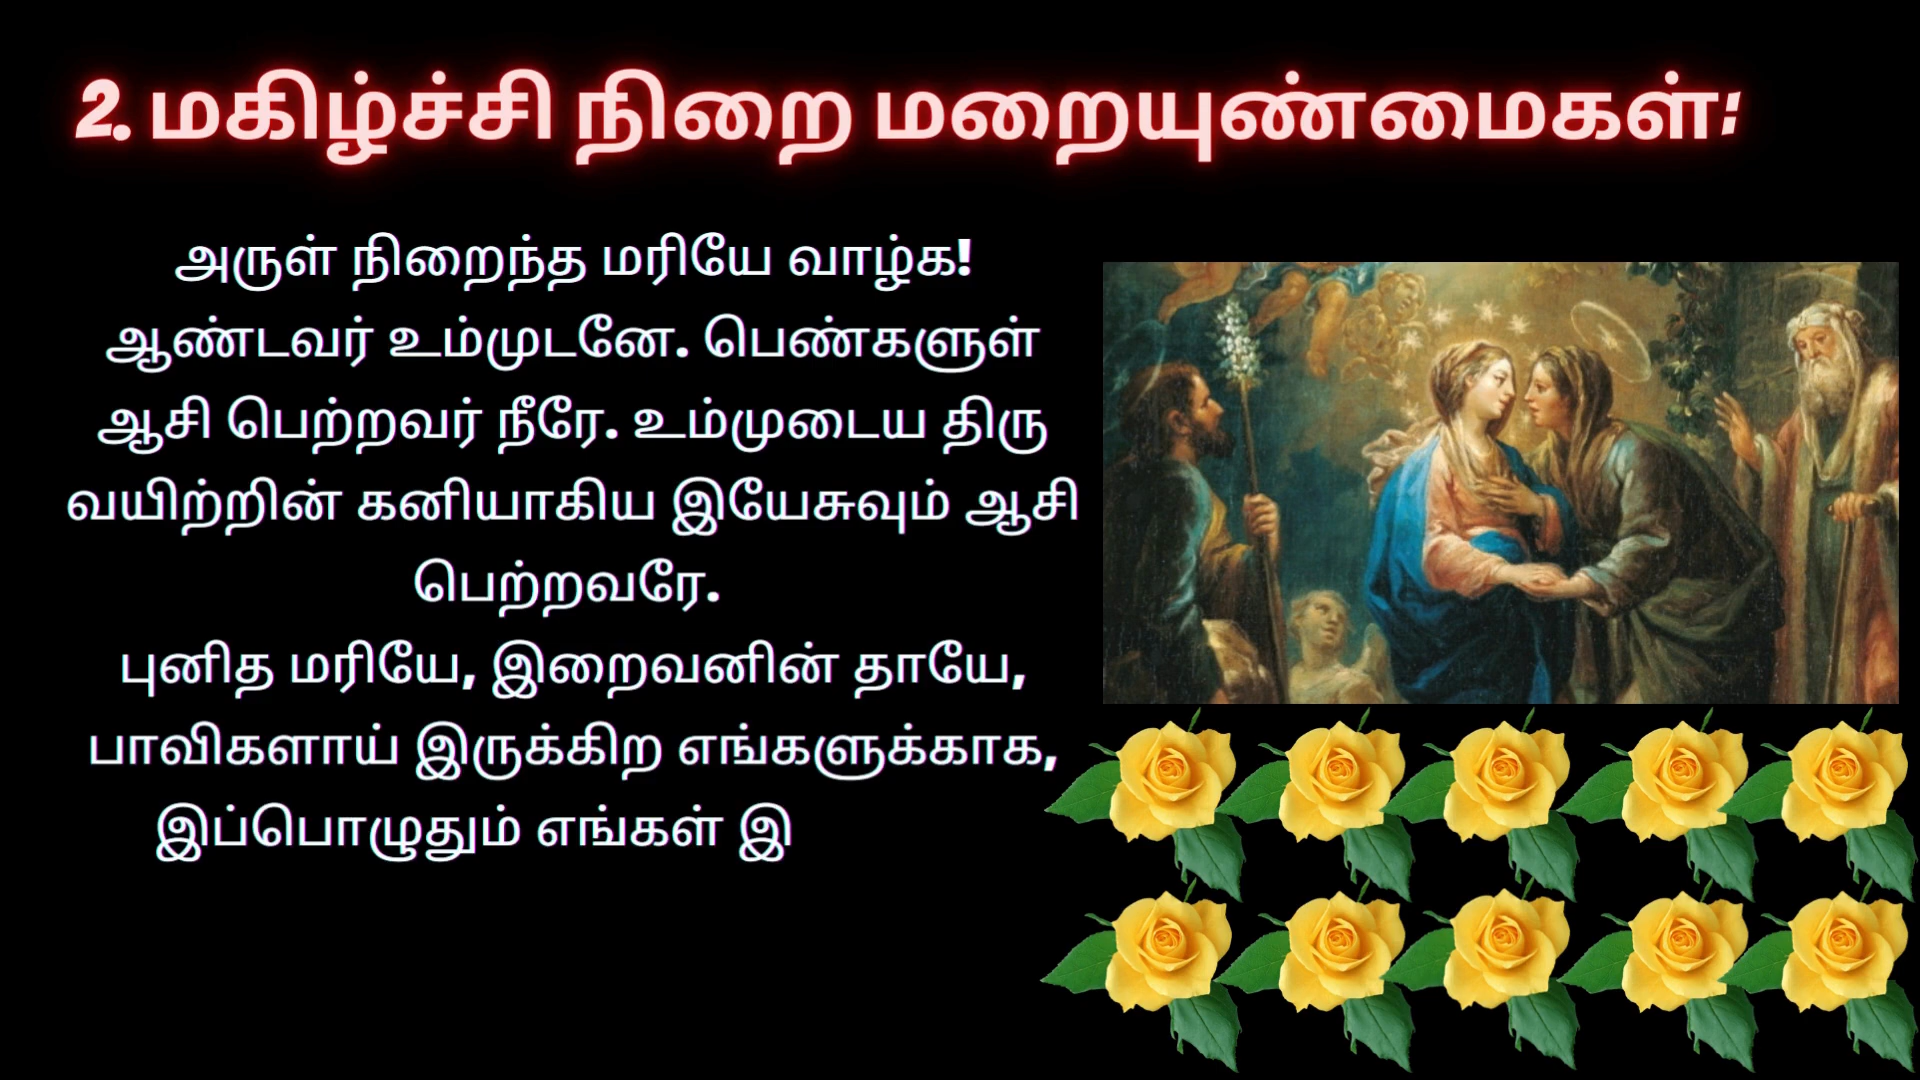 2. மகிழ்ச்சி நிறை மறையுண்மைகள்:
அருள் நிறைந்த மரியே வாழ்க!
ஆண்டவர் உம்முடனே. பெண்களுள்
ஆசி பெற்றவர் நீரே. உம்முடைய திரு
வயிற்றின் கனியாகிய இயேசுவும் ஆசி
பெற்றவரே.
புனித மரியே, இறைவனின் தாயே,
பாவிகளாய் இருக்கிற எங்களுக்காக,
இப்பொழுதும் எங்கள் இ